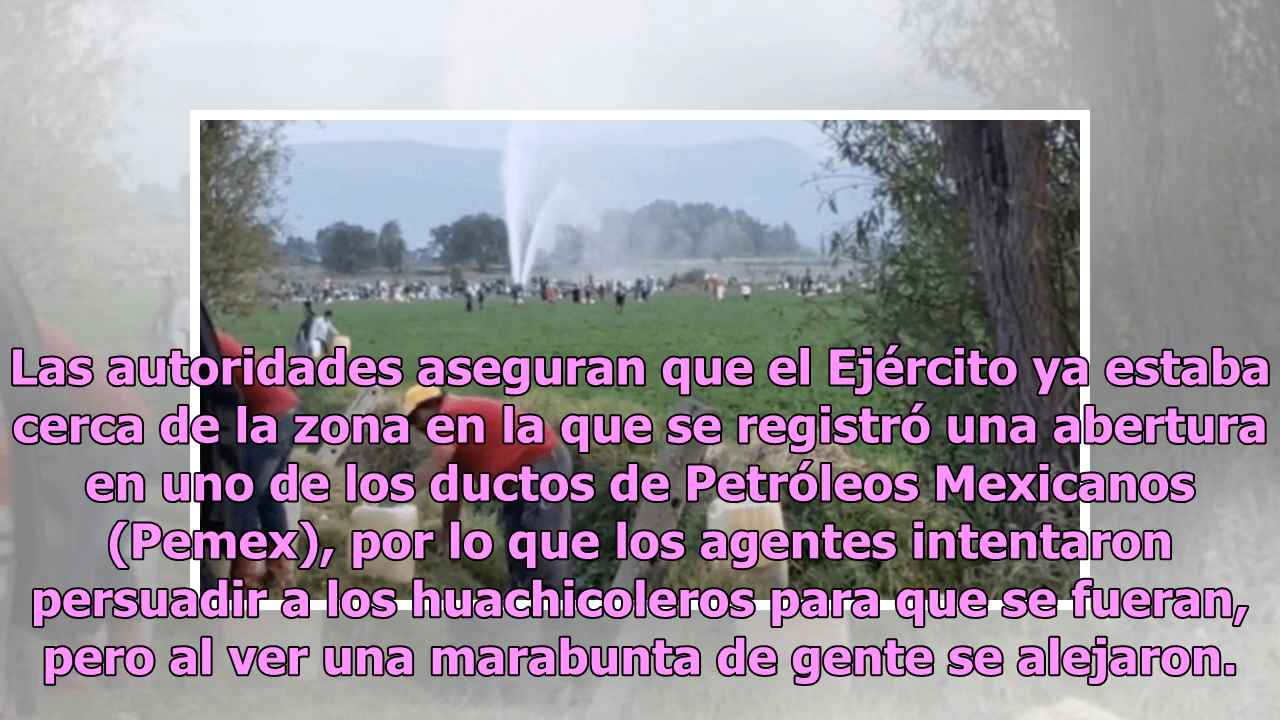 Las autoridades aseguran que el Ejército ya estaba
cerca de la zona en la que se registró una abertura
en uno de los ductos de Petróleos Mexicanos
(Pemex), por lo que los agentes intentaron
persuadir a los huachicoleros para que se fueran,
pero al ver una marabunta de gente se alejaron.